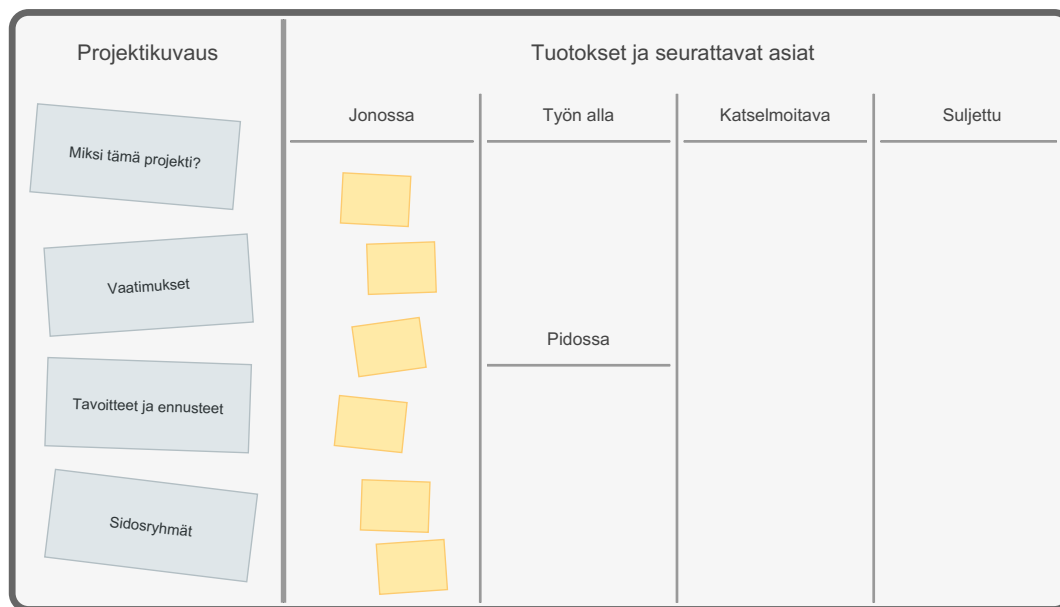 Projektikuvaus
Miksi tämä projekti?
Vaatimukset
Tavoitteet ja ennusteet
Sidosryhmät
Tuotokset ja seurattavat asiat
Jonossa
Työn alla
Katselmoitava
Suljettu
Pidossa